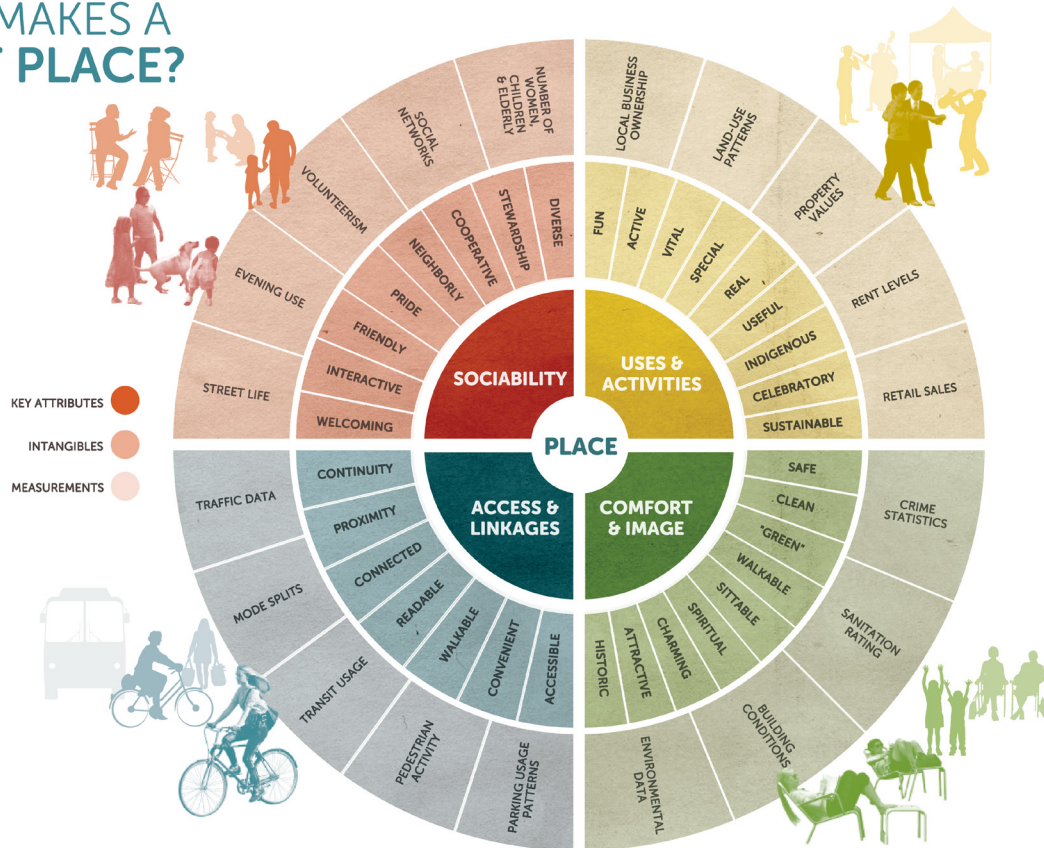 MAKES A
PLACE?
KEY ATTRIBUTES
INTANGIBLES
MEASUREMENTS
PLACE
SOCIABILITY
DIVERSE
STEWARDSHIP
COOPERATIVE
NEIGHBORLY
PRIDE
FRIENDLY
INTERACTIVE
WELCOMING
NUMBER OF
WOMEN,
CHILDREN
& ELDERLY
SOCIAL
NETWORKS
VOLUNTEERISM
EVENING USE
STREET LIFE
USES &
ACTIVITIES
FUN
ACTIVE
VITAL
SPECIAL
REAL
USEFUL
INDIGENOUS
CELEBRATORY
SUSTAINABLE
LOCAL BUSINESS
OWNERSHIP
LAND-USE
PATTERNS
PROPERTY
VALUES
RENT LEVELS
RETAIL SALES
ACCESS &
LINKAGES
CONTINUITY
PROXIMITY
CONNECTED
READABLE
WALKABLE
CONVENIENT
ACCESSIBLE
TRAFFIC DATA
MODE SPLITS
TRANSIT USAGE
PEDESTRIAN
ACTIVITY
PARKING USAGE
PATTERNS
COMFORT
& IMAGE
SAFE
CLEAN
"GREEN"
WALKABLE
SITTABLE
SPIRITUAL
CHARMING
ATTRACTIVE
HISTORIC
CRIME
STATISTICS
SANITATION
RATING
BUILDING
CONDITIONS
ENVIRONMENTAL
DATA